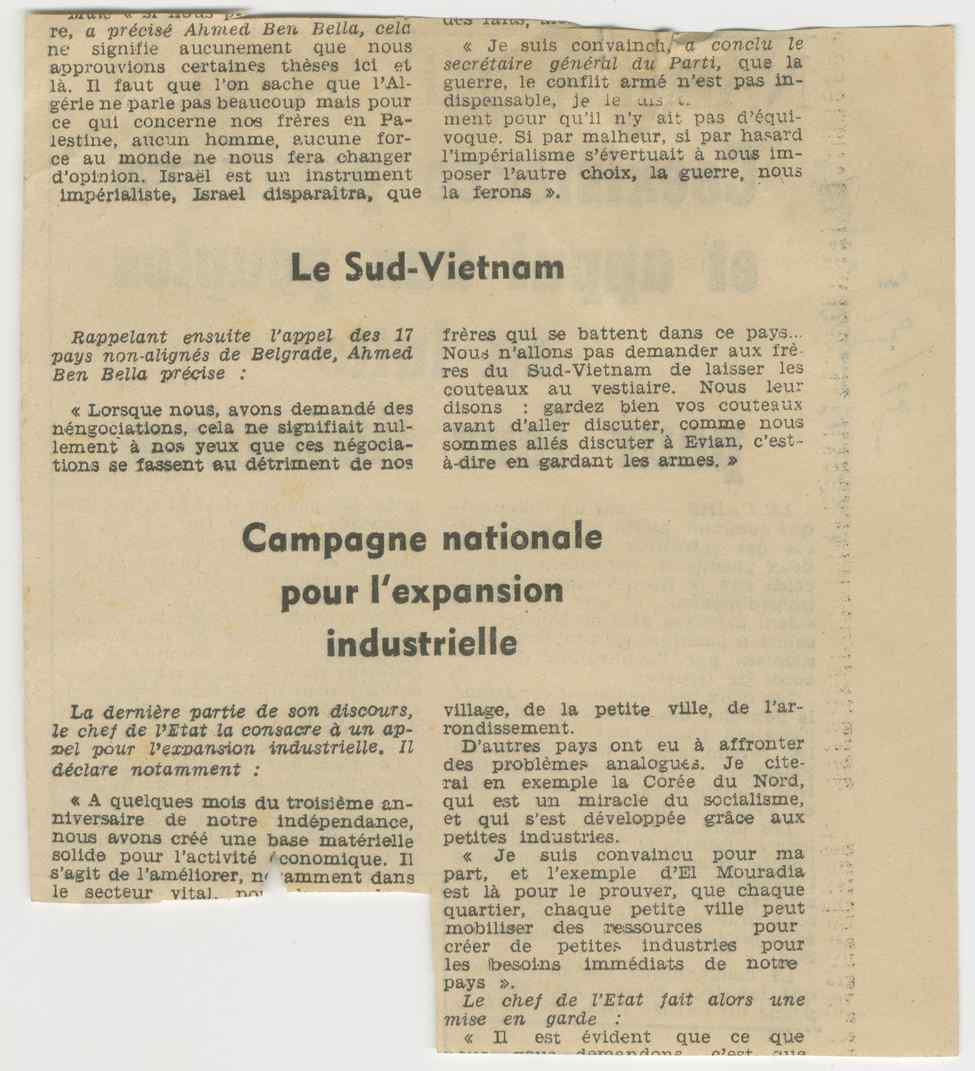 re, a précisé Ahmed Ben Bella, cela
ne signifie aucunement que nous
approuvions certaines thèses ici et
là. Il faut que l'on sache que l'Al-
gérie ne parle pas beaucoup mais pour
ce qui concerne nos frères en Pa-
lestine, aucun homme, aucune for-
ce au monde ne nous fera changer
d'opinion. Israël est un instrument
impérialiste, Israel disparaîtra, que
des faits,
« Je suis convainch, a conclu le
secrétaire général du Parti, que la
guerre, le conflit armé n'est pas in-
dispensable, je le
ment pour qu'il n'y ait pas d'équi-
voque. Si par malheur, si par hasard
l'impérialisme s'évertuait à nous im-
poser l'autre choix, la guerre, nous
la ferons ».
Le Sud-Vietnam
Rappelant ensuite l'appel des 17
pays non-alignés de Belgrade, Ahmed
Ben Bella précise :
« Lorsque nous, avons demandé des
néngociations, cela ne signifiait nul-
lement à nos yeux que ces négocia-
tions se fassent au détriment de nos
frères qui se battent dans ce pays...
Nous n'allons pas demander aux frè-
res du Sud-Vietnam de laisser les
couteaux au vestiaire. Nous leur
disons : gardez bien vos couteaux
avant d'aller discuter, comme nous
sommes allés discuter à Evian, c'est-
à-dire en gardant les armes. »
Campagne nationale
pour l'expansion
industrielle
La dernière partie de son discours,
le chef de l'Etat la consacre à un ap-
pel pour l'expansion industrielle. Il
déclare notamment :
« A quelques mois du troisième an-
niversaire de notre indépendance,
nous avons créé une base matérielle
solide pour l'activité économique. Il
s'agit de l'améliorer, notamment dans
le secteur vital,
village, de la petite ville, de l'ar-
rondissement.
D'autres pays ont eu à affronter
des problèmes analogues. Je cite-
rai en exemple la Corée du Nord,
qui est un miracle du socialisme,
et qui s'est développée grâce aux
petites industries.
« Je suis convaincu pour ma
part, et l'exemple d'El Mouradia
est là pour le prouver, que chaque
quartier, chaque petite ville peut
mobiliser des ressources pour
créer de petites industries pour
les besoins immédiats de notre
pays ».
Le chef de l'Etat fait alors une
mise en garde :
« Il est évident que ce que
nous demandons, c'est que